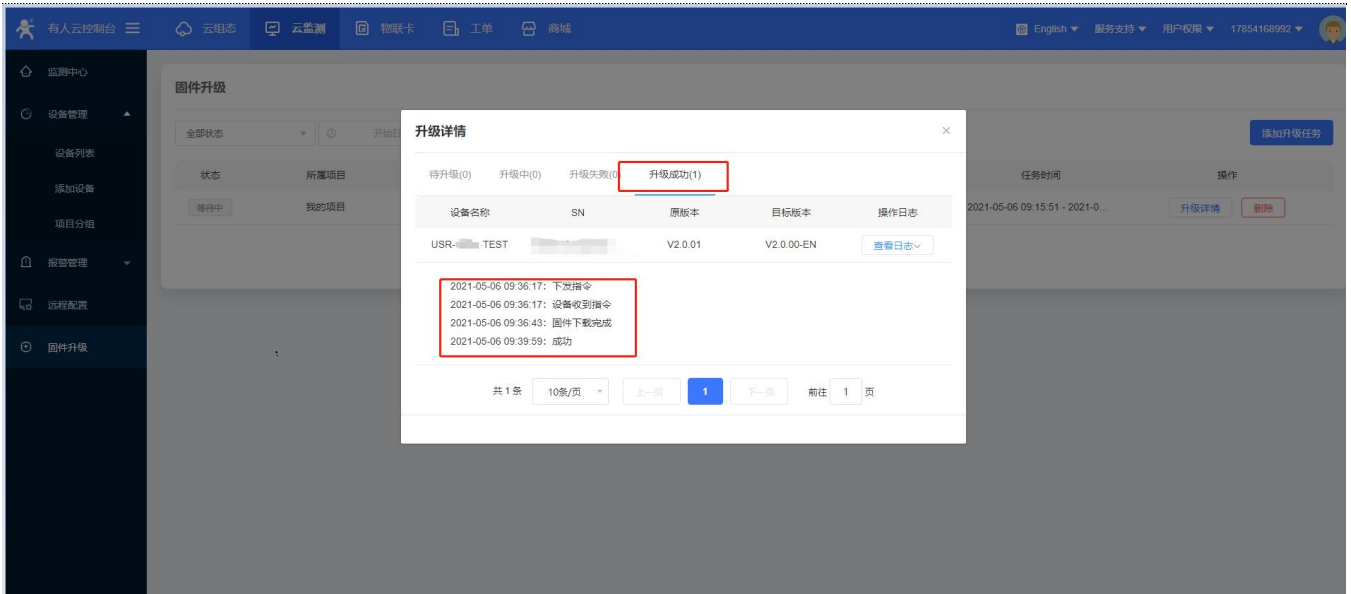 有人云控制台 云组态 云监测 物联卡 工单 商城 English 服务支持 用户权限 17854168992
监测中心
设备管理
设备列表
添加设备
项目分组
报警管理
远程配置
固件升级
固件升级
全部状态 添加升级任务
状态 所属项目 任务时间 操作
等待中 我的项目 2021-05-06 09:15:51 - 2021-0... 升级详情 删除
升级详情
待升级(0) 升级中(0) 升级失败(0) 升级成功(1)
设备名称 SN 原版本 目标版本 操作日志
USR- TEST V2.0.01 V2.0.00-EN 查看日志
2021-05-06 09:36:17：下发指令
2021-05-06 09:36:17：设备收到指令
2021-05-06 09:36:43：固件下载完成
2021-05-06 09:39:59：成功
共 1 条 10条/页 上一页 1 下一页 前往 1 页